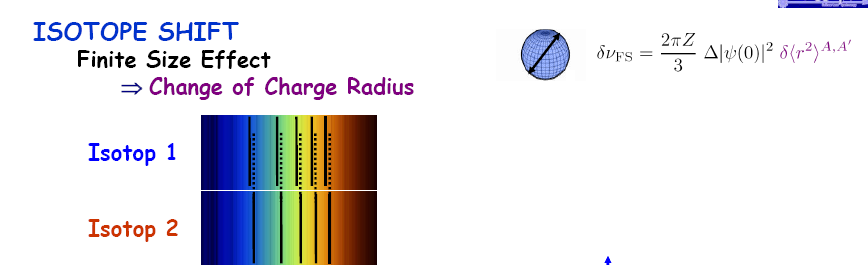 ISOTOPE SHIFT
Finite Size Effect
⇒ Change of Charge Radius
δν_FS = 2πZ/3 Δ|ψ(0)|² δ⟨r²⟩^A,A′
Isotop 1
Isotop 2